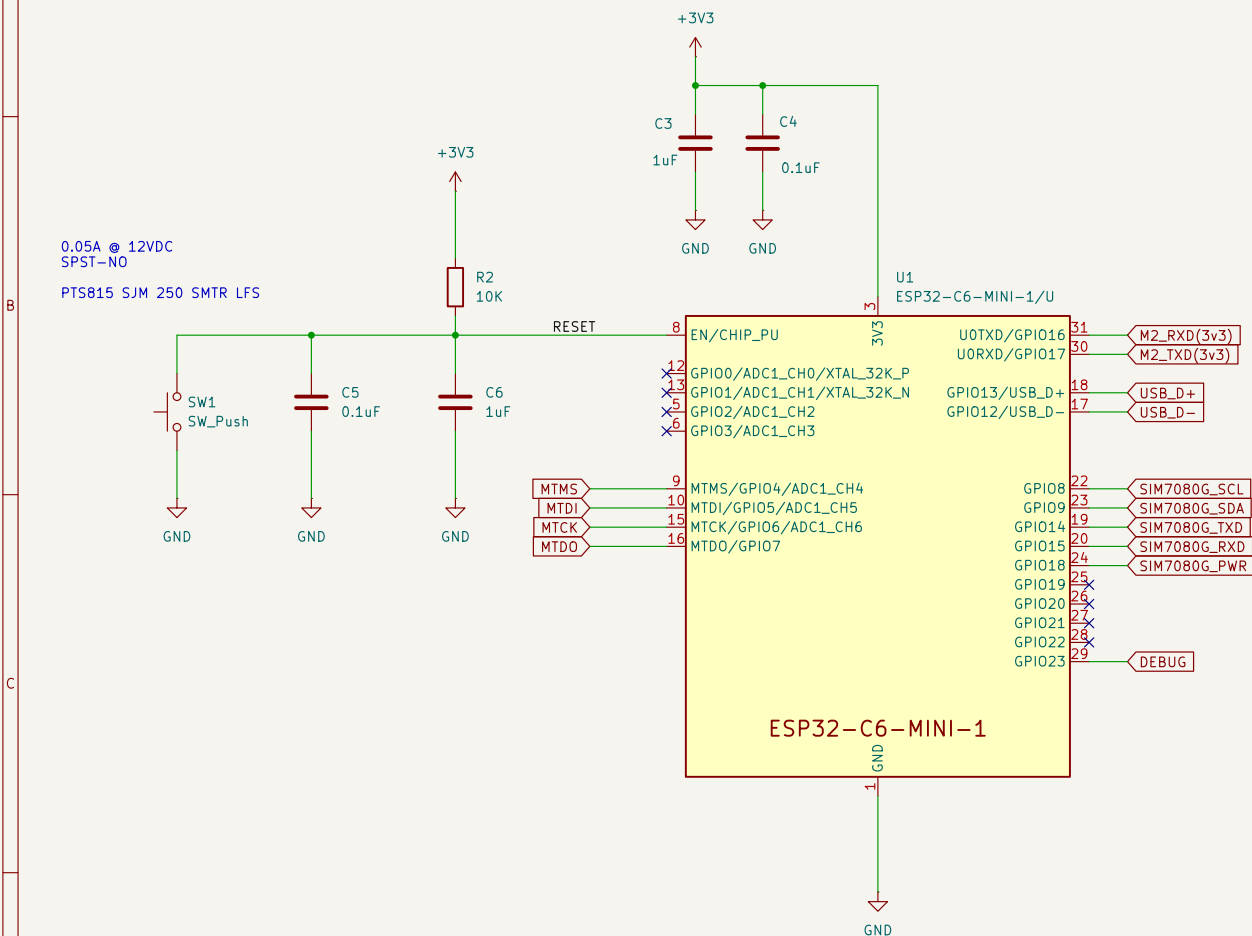 +3V3
C3
1uF
C4
0.1uF
GND
GND
+3V3
0.05A @ 12VDC
SPST-NO
PTS815 SJM 250 SMTR LFS
R2
10K
RESET
SW1
SW_Push
C5
0.1uF
C6
1uF
GND
GND
GND
U1
ESP32-C6-MINI-1/U
B
C
3
3V3
8 EN/CHIP_PU
12 GPIO0/ADC1_CH0/XTAL_32K_P
13 GPIO1/ADC1_CH1/XTAL_32K_N
5 GPIO2/ADC1_CH2
6 GPIO3/ADC1_CH3
MTMS 9 MTMS/GPIO4/ADC1_CH4
MTDI 10 MTDI/GPIO5/ADC1_CH5
MTCK 15 MTCK/GPIO6/ADC1_CH6
MTDO 16 MTDO/GPIO7
U0TXD/GPIO16 31 M2_RXD(3v3)
U0RXD/GPIO17 30 M2_TXD(3v3)
GPIO13/USB_D+ 18 USB_D+
GPIO12/USB_D- 17 USB_D-
GPIO8 22 SIM7080G_SCL
GPIO9 23 SIM7080G_SDA
GPIO14 19 SIM7080G_TXD
GPIO15 20 SIM7080G_RXD
GPIO18 24 SIM7080G_PWR
GPIO19 25
GPIO20 26
GPIO21 27
GPIO22 28
GPIO23 29 DEBUG
ESP32-C6-MINI-1
GND
1
GND